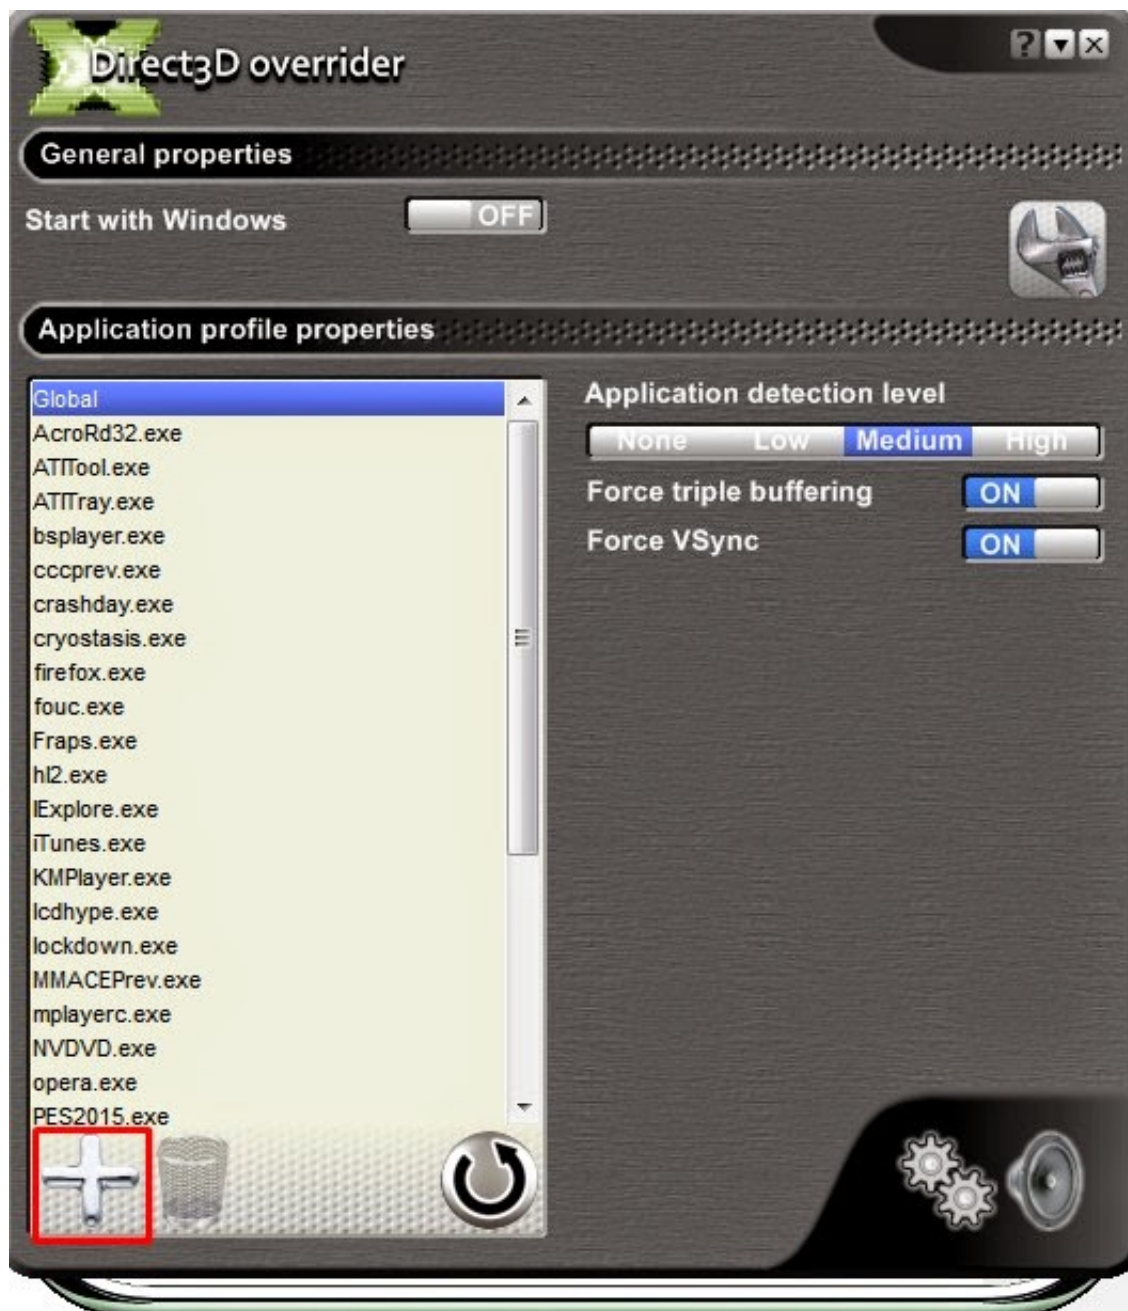 Direct3D overrider
?
General properties
Start with Windows OFF
Application profile properties
Global
AcroRd32.exe
ATITool.exe
ATITray.exe
bsplayer.exe
cccprev.exe
crashday.exe
cryostasis.exe
firefox.exe
fouc.exe
Fraps.exe
hl2.exe
IExplore.exe
iTunes.exe
KMPlayer.exe
lcdhype.exe
lockdown.exe
MMACEPrev.exe
mplayerc.exe
NVDVD.exe
opera.exe
PES2015.exe
Application detection level
None Low Medium High
Force triple buffering ON
Force VSync ON